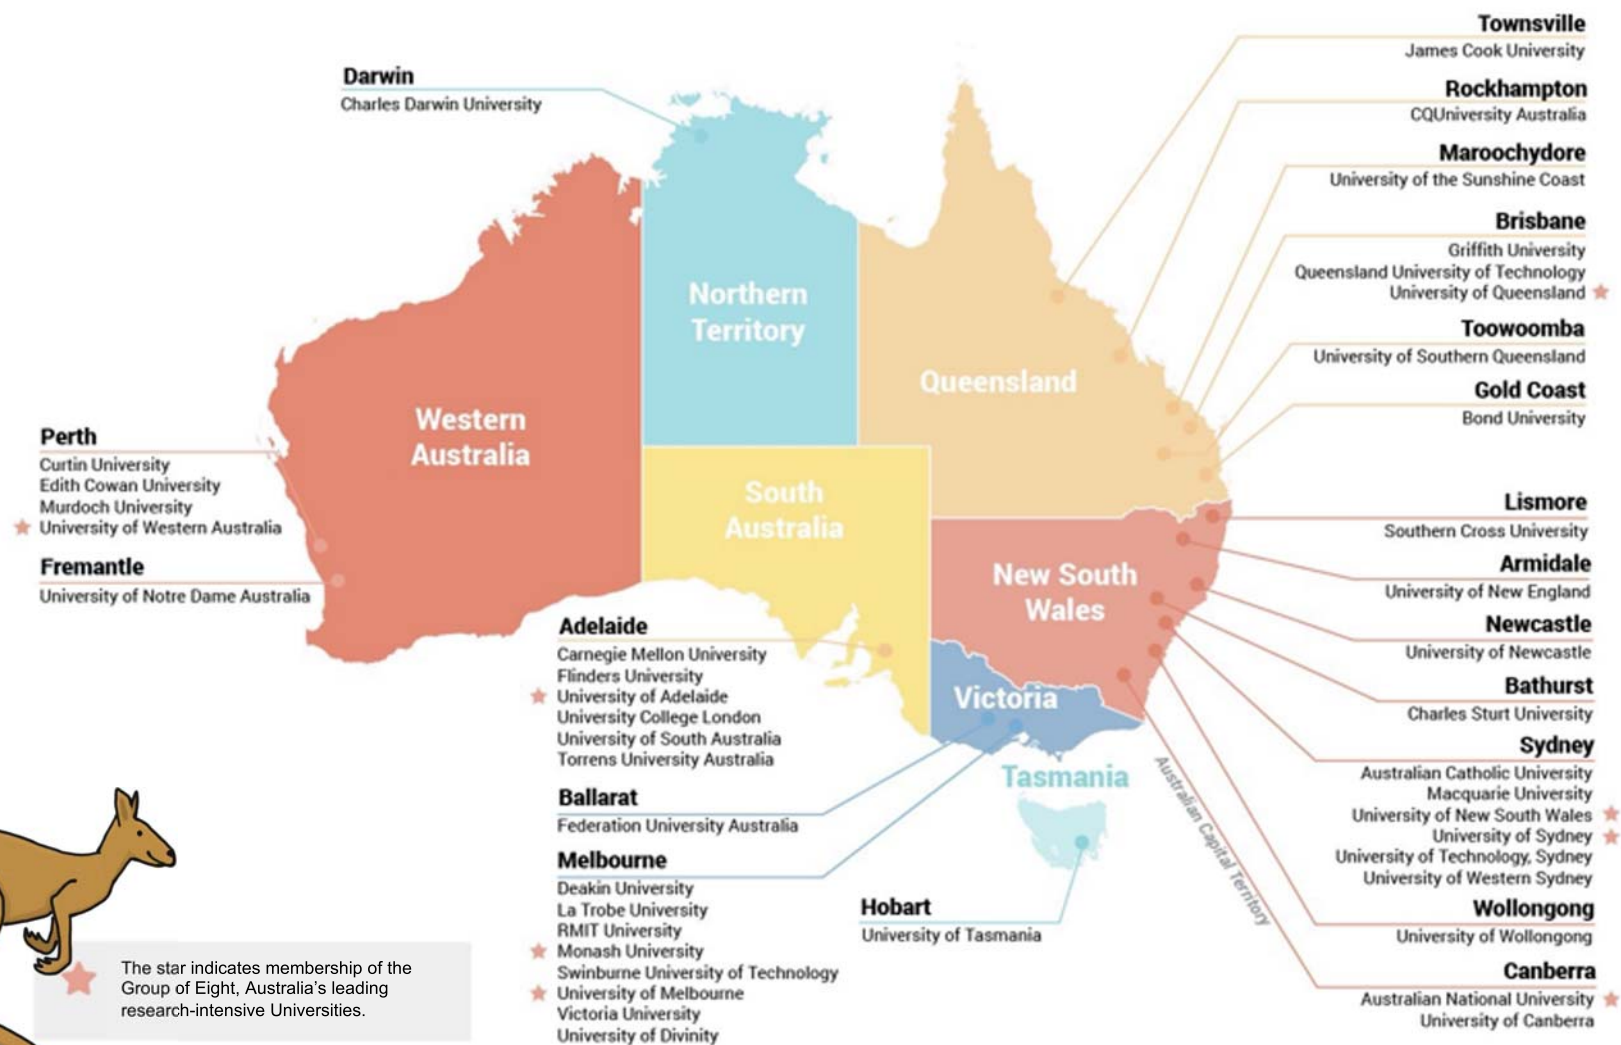 Darwin
Charles Darwin University
Townsville
James Cook University
Rockhampton
CQUniversity Australia
Maroochydore
University of the Sunshine Coast
Brisbane
Griffith University
Queensland University of Technology
University of Queensland
Toowoomba
University of Southern Queensland
Gold Coast
Bond University
Northern
Territory
Queensland
Western
Australia
South
Australia
New South
Wales
Victoria
Tasmania
Perth
Curtin University
Edith Cowan University
Murdoch University
University of Western Australia
Fremantle
University of Notre Dame Australia
Adelaide
Carnegie Mellon University
Flinders University
University of Adelaide
University College London
University of South Australia
Torrens University Australia
Ballarat
Federation University Australia
Melbourne
Deakin University
La Trobe University
RMIT University
Monash University
Swinburne University of Technology
University of Melbourne
Victoria University
University of Divinity
Hobart
University of Tasmania
Australian Capital Territory
Lismore
Southern Cross University
Armidale
University of New England
Newcastle
University of Newcastle
Bathurst
Charles Sturt University
Sydney
Australian Catholic University
Macquarie University
University of New South Wales
University of Sydney
University of Technology, Sydney
University of Western Sydney
Wollongong
University of Wollongong
Canberra
Australian National University
University of Canberra
The star indicates membership of the
Group of Eight, Australia's leading
research-intensive Universities.